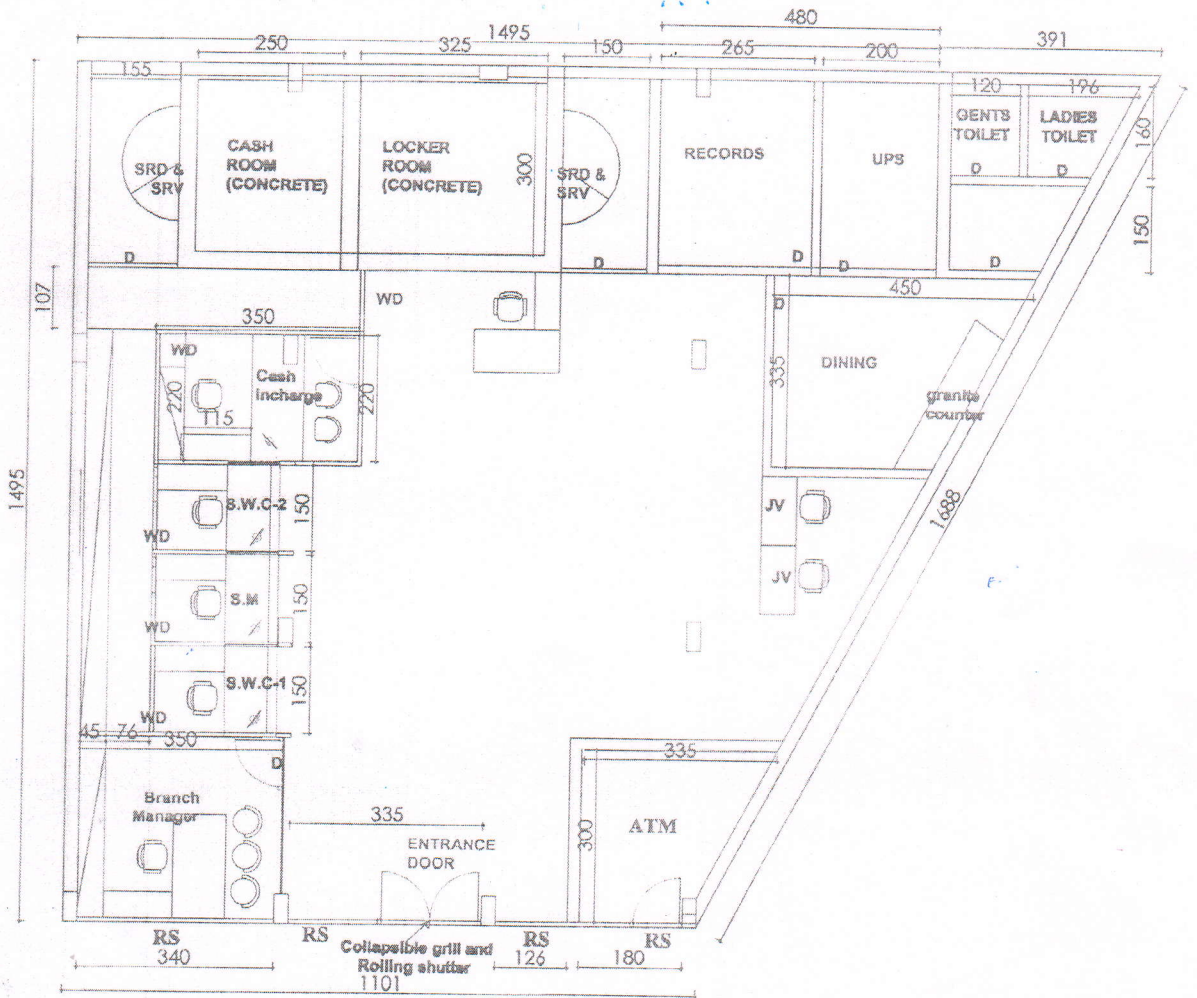 480
1495
391
250
325
150
265
200
155
120
196
CASH
ROOM
(CONCRETE)
LOCKER
ROOM
(CONCRETE)
SRD &
SRV
300
SRD &
SRV
RECORDS
UPS
GENTS
TOILET
LADIES
TOILET
160
D
D
150
D
D
D
D
D
107
WD
450
D
350
WD
220
Cash
Incharge
115
220
335
DINING
granite
counter
1495
1688
S.W.C-2
150
WD
JV
JV
S.M
150
WD
S.W.C-1
150
WD
45
76
350
D
335
Branch
Manager
335
ENTRANCE
DOOR
300
ATM
RS
RS
Collapsible grill and
Rolling shutter
RS
RS
340
126
180
1101